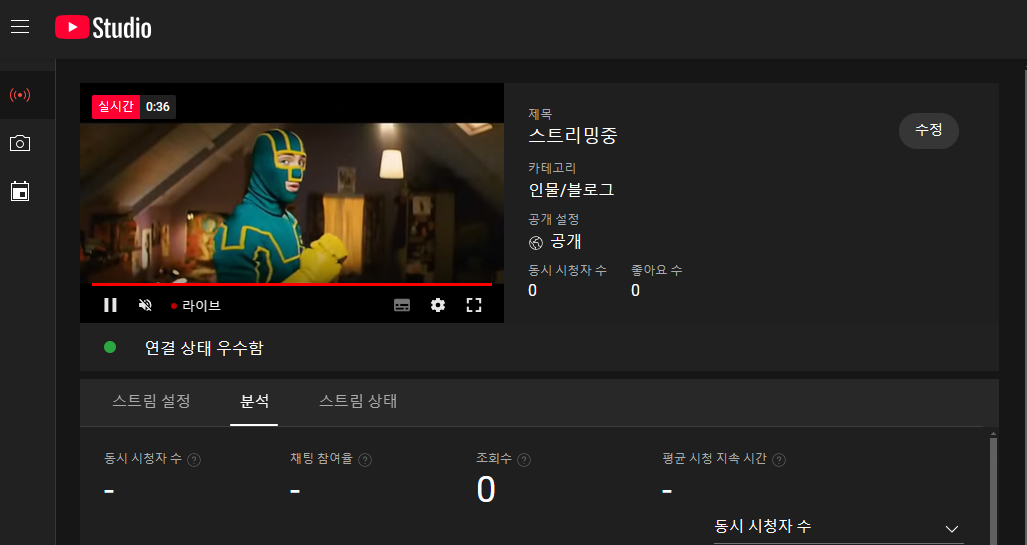 Studio
실시간 0:36
라이브
제목
스트리밍중
수정
카테고리
인물/블로그
공개 설정
공개
동시 시청자 수 좋아요 수
0 0
연결 상태 우수함
스트림 설정 분석 스트림 상태
동시 시청자 수 ? 채팅 참여율 ? 조회수 ? 평균 시청 지속 시간 ?
- - 0 -
동시 시청자 수